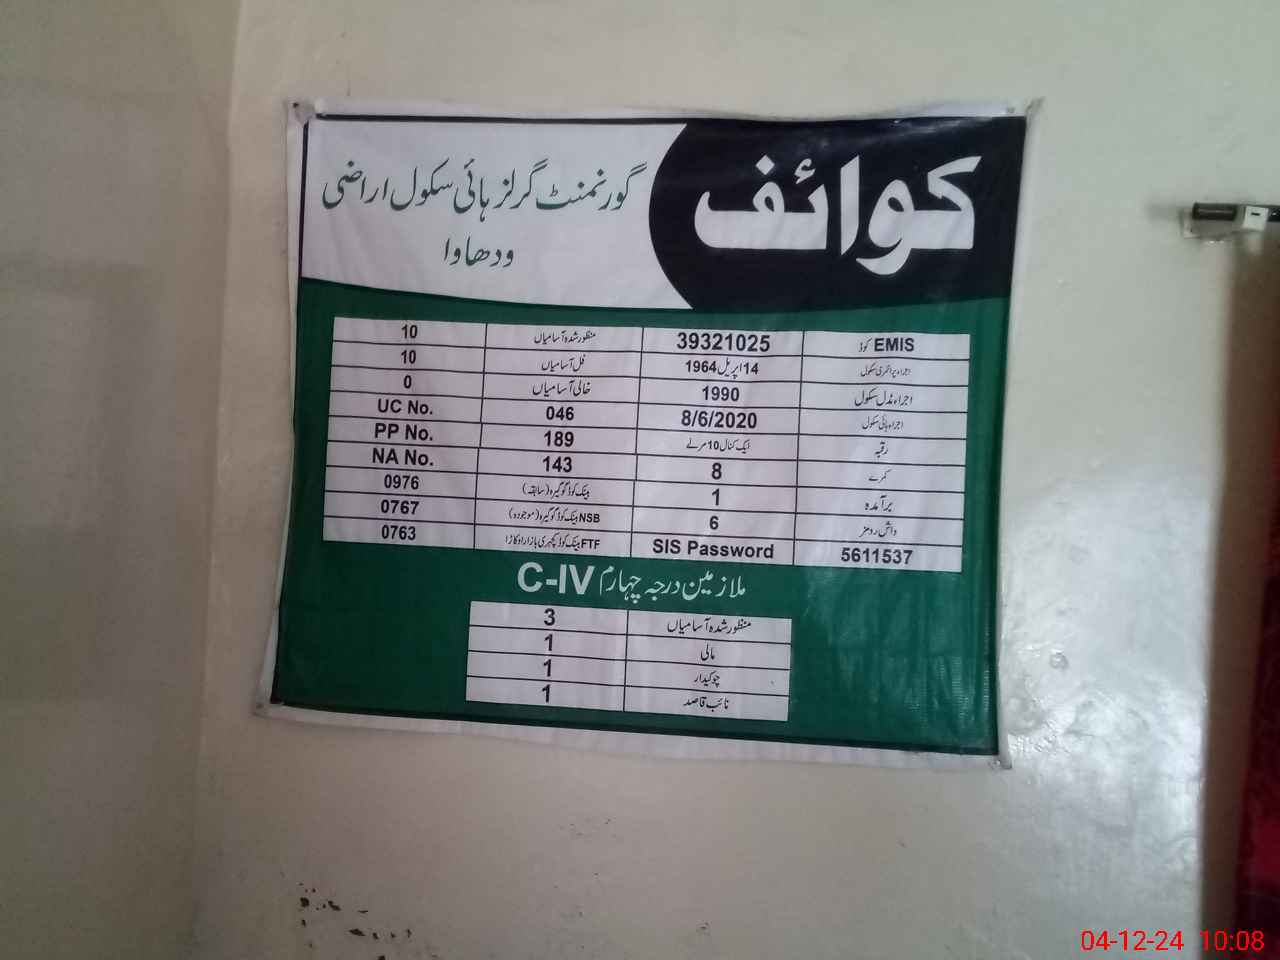 کوائف
گورنمنٹ گرلز ہائی سکول اراضی
ودھاوا
EMIS کوڈ 39321025 منظور شدہ آسامیاں 10
اجراء پرائمری سکول 14 اپریل 1964 فل آسامیاں 10
اجراء مڈل سکول 1990 خالی آسامیاں 0
اجراء ہائی سکول 8/6/2020 046 UC No.
رقبہ ایک کنال 10 مرلے 189 PP No.
کمرے 8 143 NA No.
برآمدہ 1 بینک کوڈ گوگیرہ (سابقہ) 0976
واش رومز 6 NSB بینک کوڈ گوگیرہ (موجودہ) 0767
5611537 SIS Password FTF بینک کوڈ کچہری بازار اوکاڑا 0763
ملازمین درجہ چہارم C-IV
منظور شدہ آسامیاں 3
مالی 1
چوکیدار 1
نائب قاصد 1
04-12-24 10:08